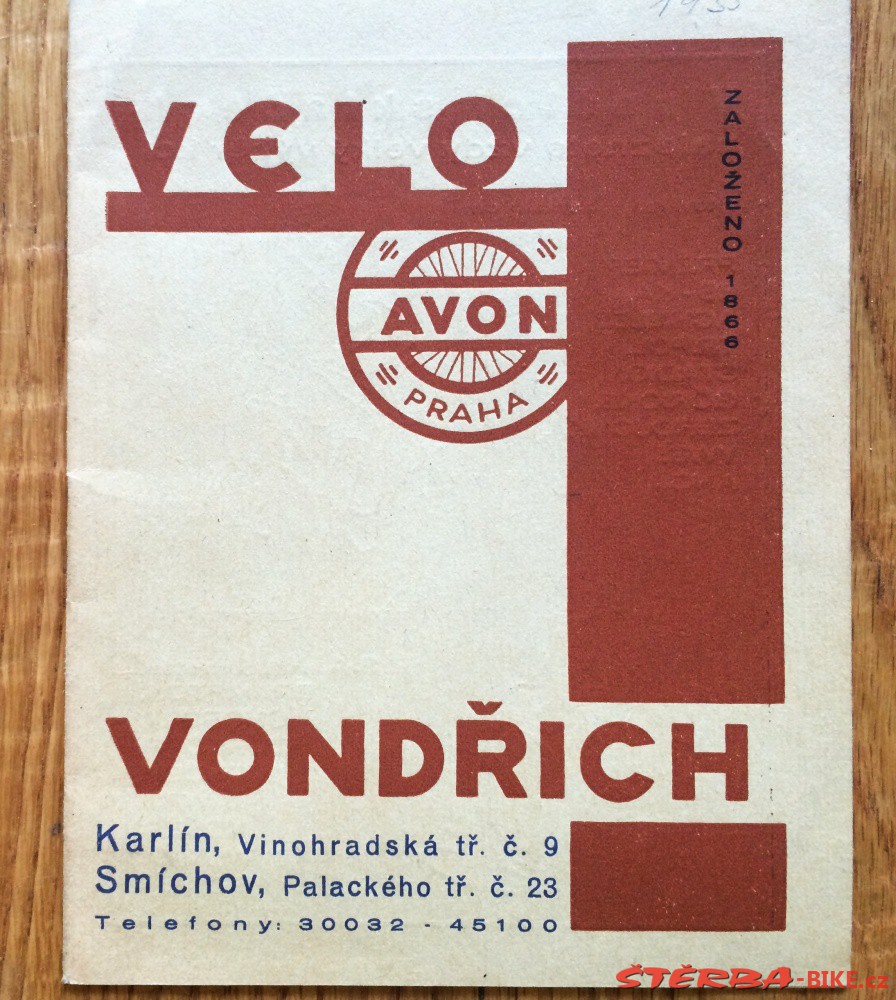 VELO
ZALOŽENO 1866
AVON
PRAHA
VONDŘICH
Karlín, Vinohradská tř. č. 9
Smíchov, Palackého tř. č. 23
Telefony: 30032 - 45100
ŠTĚRBA-BIKE.cz